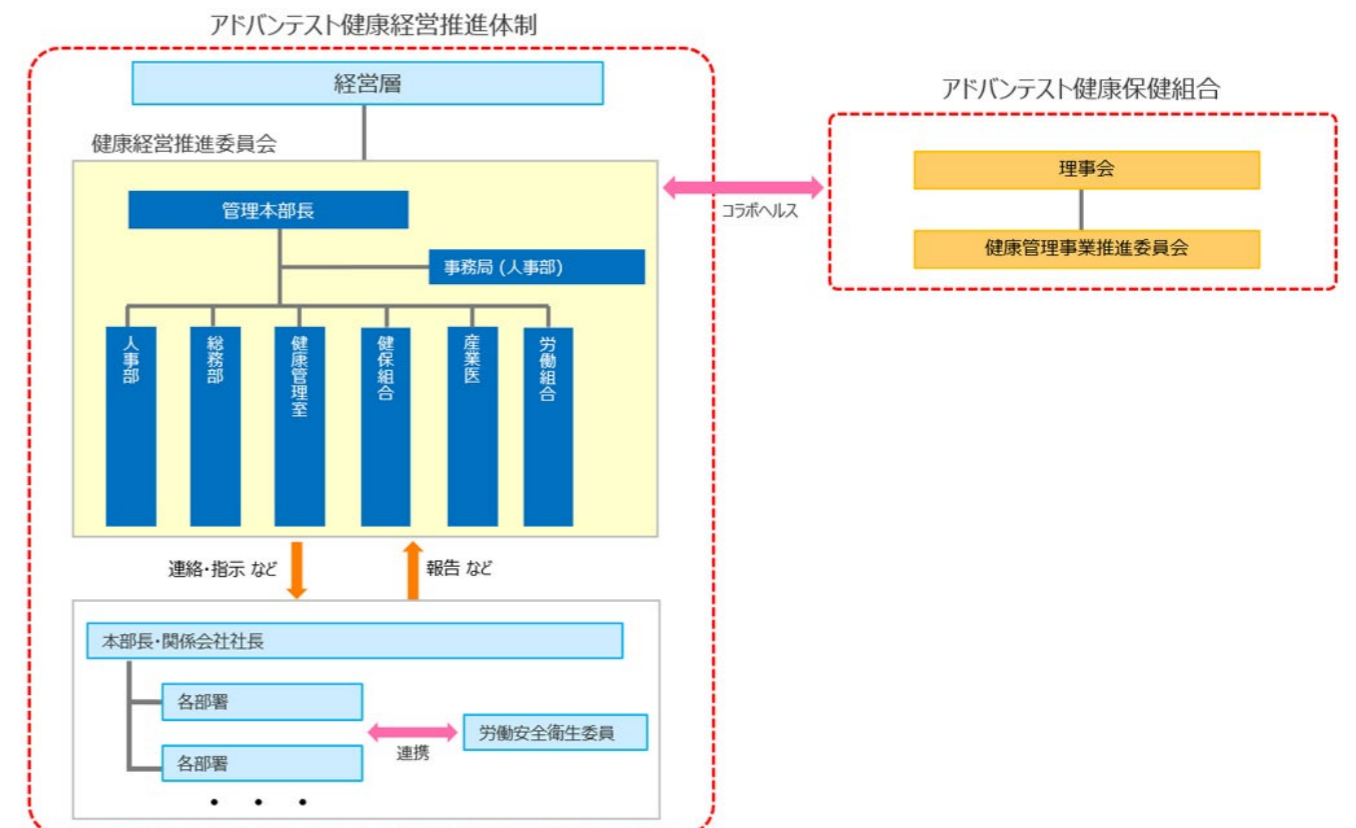 アドバンテスト健康経営推進体制
経営層
健康経営推進委員会
管理本部長
事務局 (人事部)
人事部
総務部
健康管理室
健保組合
産業医
労働組合
連絡・指示 など
報告 など
本部長・関係会社社長
各部署
各部署
連携
労働安全衛生委員
・ ・ ・
コラボヘルス
アドバンテスト健康保健組合
理事会
健康管理事業推進委員会